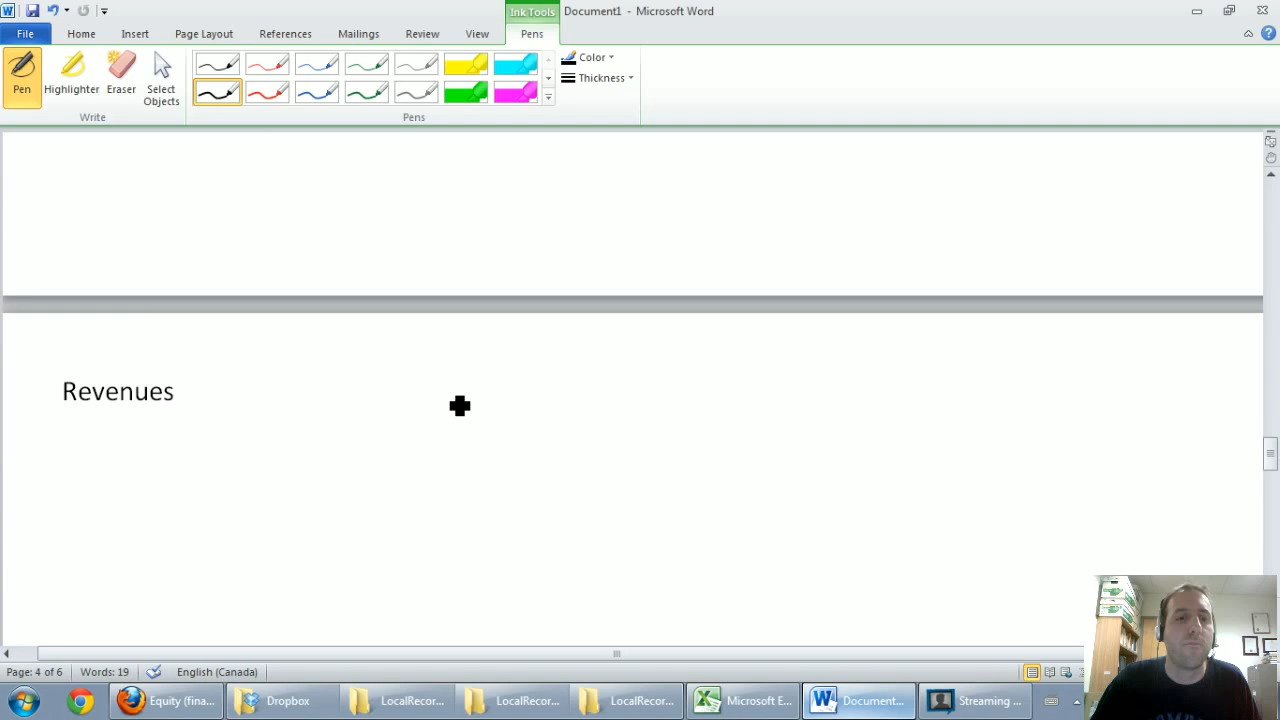 Ink Tools
Document1 - Microsoft Word
File
Home
Insert
Page Layout
References
Mailings
Review
View
Pens
Pen
Highlighter
Eraser
Select Objects
Color
Thickness
Write
Pens
Revenues
Page: 4 of 6
Words: 19
English (Canada)
Equity (fina...
Dropbox
LocalRecor...
LocalRecor...
LocalRecor...
Microsoft E...
Document...
Streaming ...